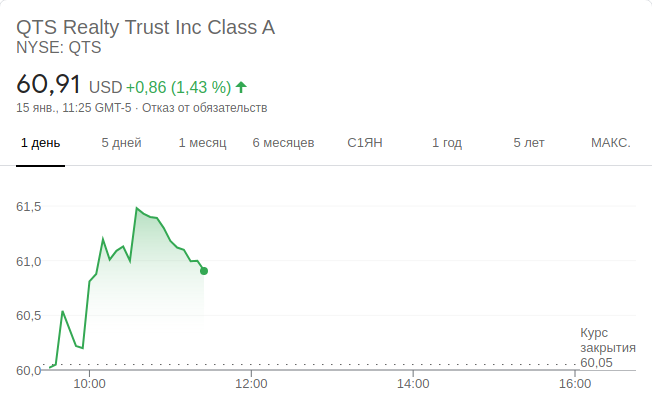 QTS Realty Trust Inc Class A
NYSE: QTS
60,91 USD +0,86 (1,43 %)
15 янв., 11:25 GMT-5 · Отказ от обязательств
1 день 5 дней 1 месяц 6 месяцев С1ЯН 1 год 5 лет МАКС.
61,5
61,0
60,5
Курс
закрытия
60,05
60,0
10:00 12:00 14:00 16:00